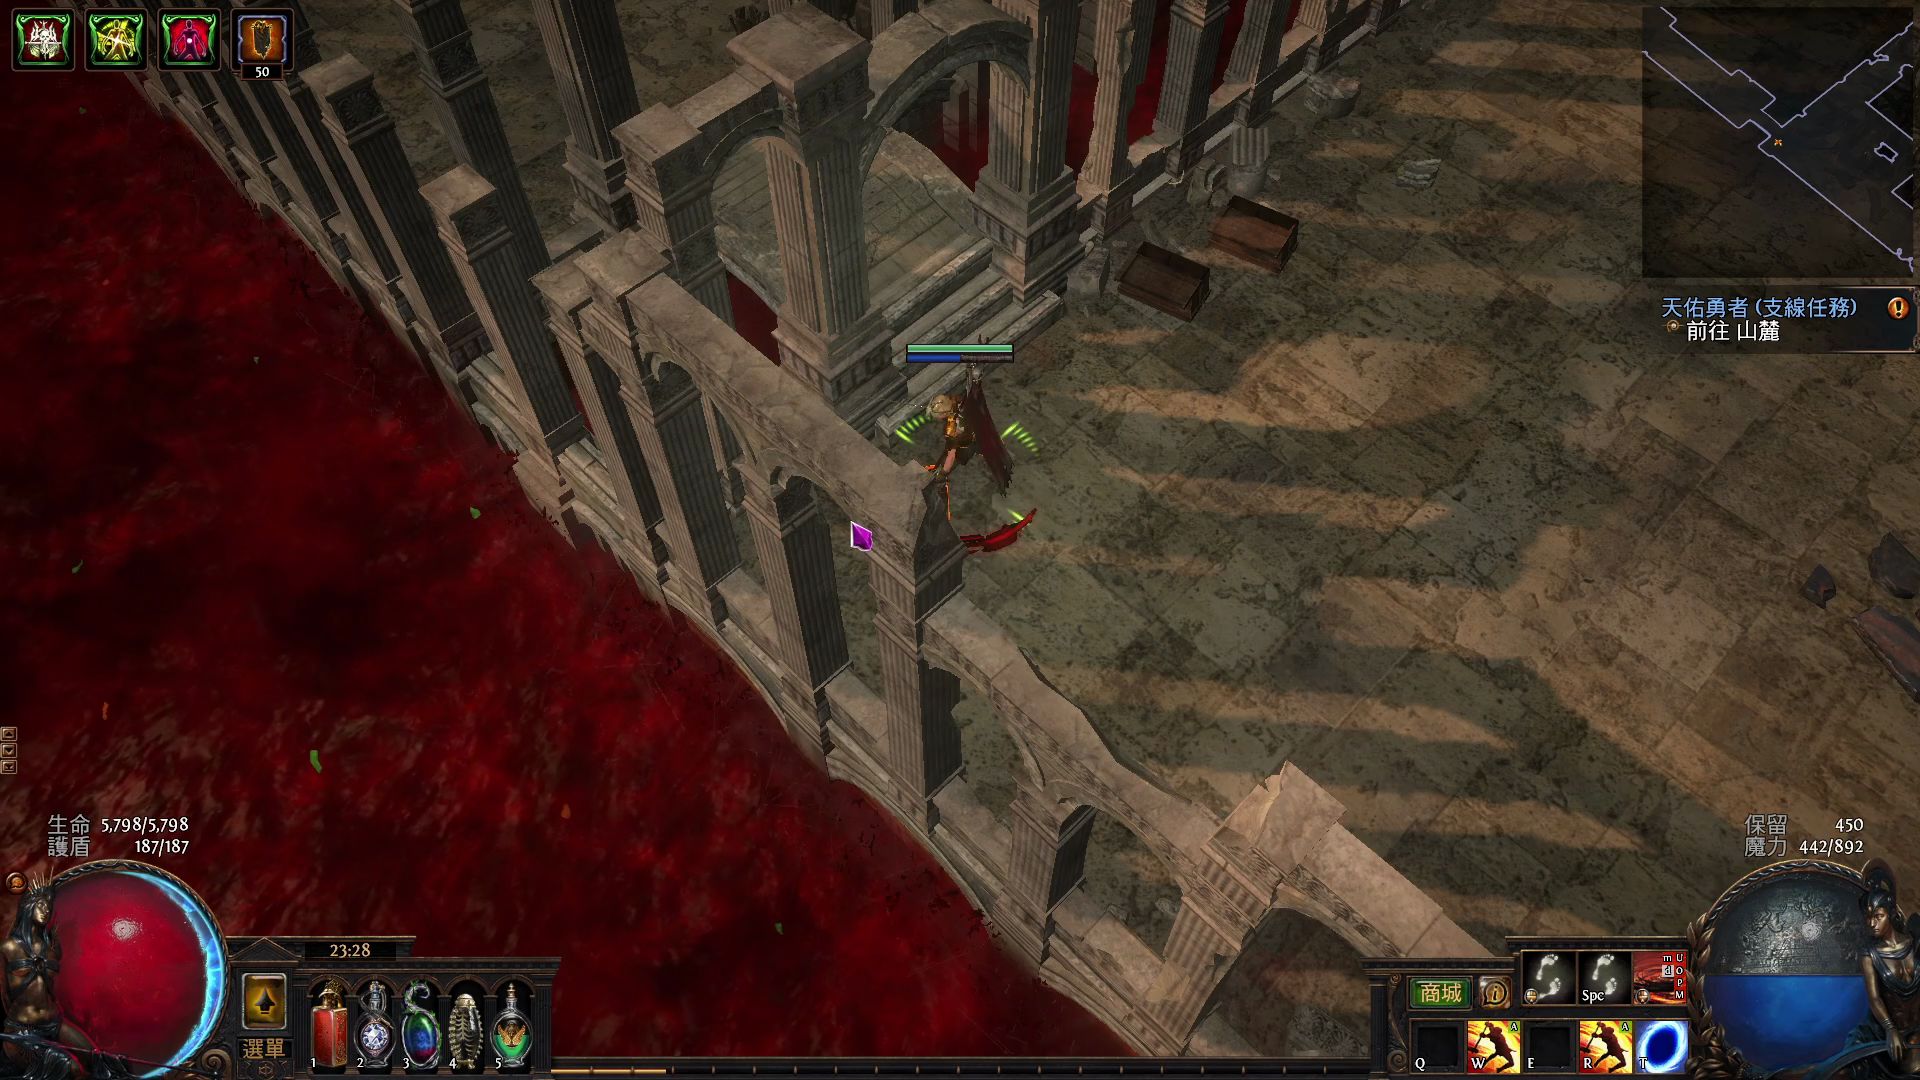 50
天佑勇者 (支線任務)
前往 山麓
生命 5,798/5,798
護盾 187/187
保留 450
魔力 442/892
23:28
選單
1
2
3
4
5
商城
Spc
Q
W
A
E
R
A
T